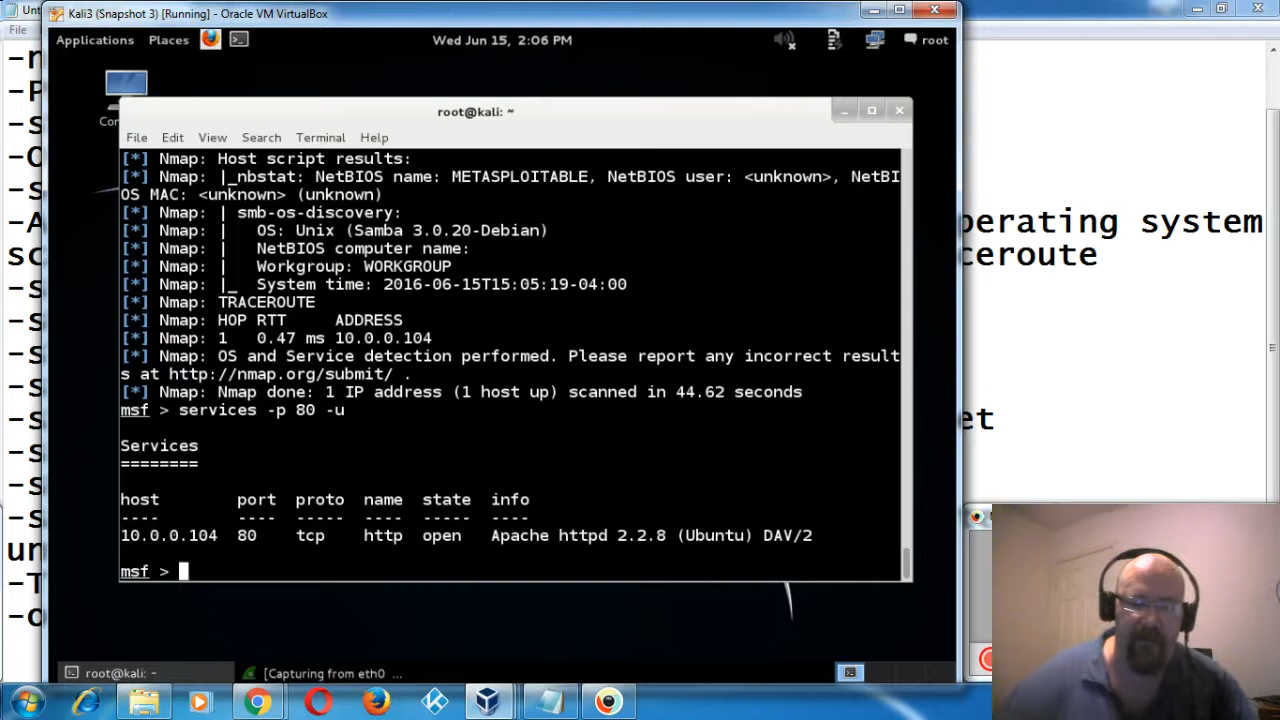 Kali3 (Snapshot 3) [Running] - Oracle VM VirtualBox
File
Applications Places Wed Jun 15, 2:06 PM root
root@kali: ~
File Edit View Search Terminal Help
[*] Nmap: Host script results:
[*] Nmap: |_nbstat: NetBIOS name: METASPLOITABLE, NetBIOS user: <unknown>, NetBI
OS MAC: <unknown> (unknown)
[*] Nmap: | smb-os-discovery:
[*] Nmap: |   OS: Unix (Samba 3.0.20-Debian)
[*] Nmap: |   NetBIOS computer name:
[*] Nmap: |   Workgroup: WORKGROUP
[*] Nmap: |_  System time: 2016-06-15T15:05:19-04:00
[*] Nmap: TRACEROUTE
[*] Nmap: HOP RTT     ADDRESS
[*] Nmap: 1   0.47 ms 10.0.0.104
[*] Nmap: OS and Service detection performed. Please report any incorrect result
s at http://nmap.org/submit/ .
[*] Nmap: Nmap done: 1 IP address (1 host up) scanned in 44.62 seconds
msf > services -p 80 -u
Services
========
host        port  proto  name  state  info
----        ----  -----  ----  -----  ----
10.0.0.104  80    tcp    http  open   Apache httpd 2.2.8 (Ubuntu) DAV/2
msf >
perating system
ceroute
et
un
root@kali: ~ [Capturing from eth0 ...